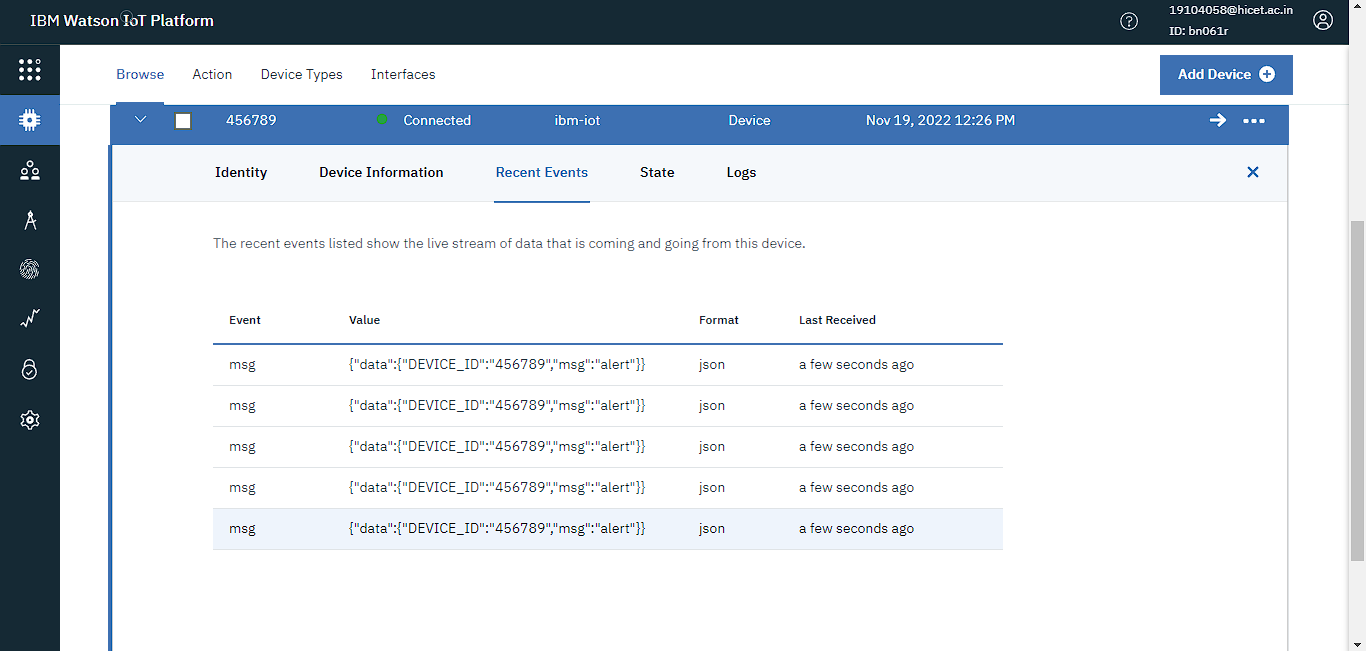 IBM Watson IoT Platform
19104058@hicet.ac.in
ID: bn061r
Browse Action Device Types Interfaces
Add Device
456789 Connected ibm-iot Device Nov 19, 2022 12:26 PM
Identity Device Information Recent Events State Logs
The recent events listed show the live stream of data that is coming and going from this device.
Event Value Format Last Received
msg {"data":{"DEVICE_ID":"456789","msg":"alert"}} json a few seconds ago
msg {"data":{"DEVICE_ID":"456789","msg":"alert"}} json a few seconds ago
msg {"data":{"DEVICE_ID":"456789","msg":"alert"}} json a few seconds ago
msg {"data":{"DEVICE_ID":"456789","msg":"alert"}} json a few seconds ago
msg {"data":{"DEVICE_ID":"456789","msg":"alert"}} json a few seconds ago